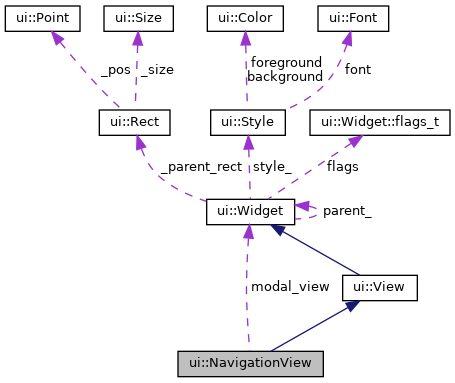 ui::Point
ui::Size
ui::Color
ui::Font
_pos
_size
foreground
background
font
ui::Rect
ui::Style
ui::Widget::flags_t
_parent_rect
style_
flags
ui::Widget
parent_
modal_view
ui::View
ui::NavigationView